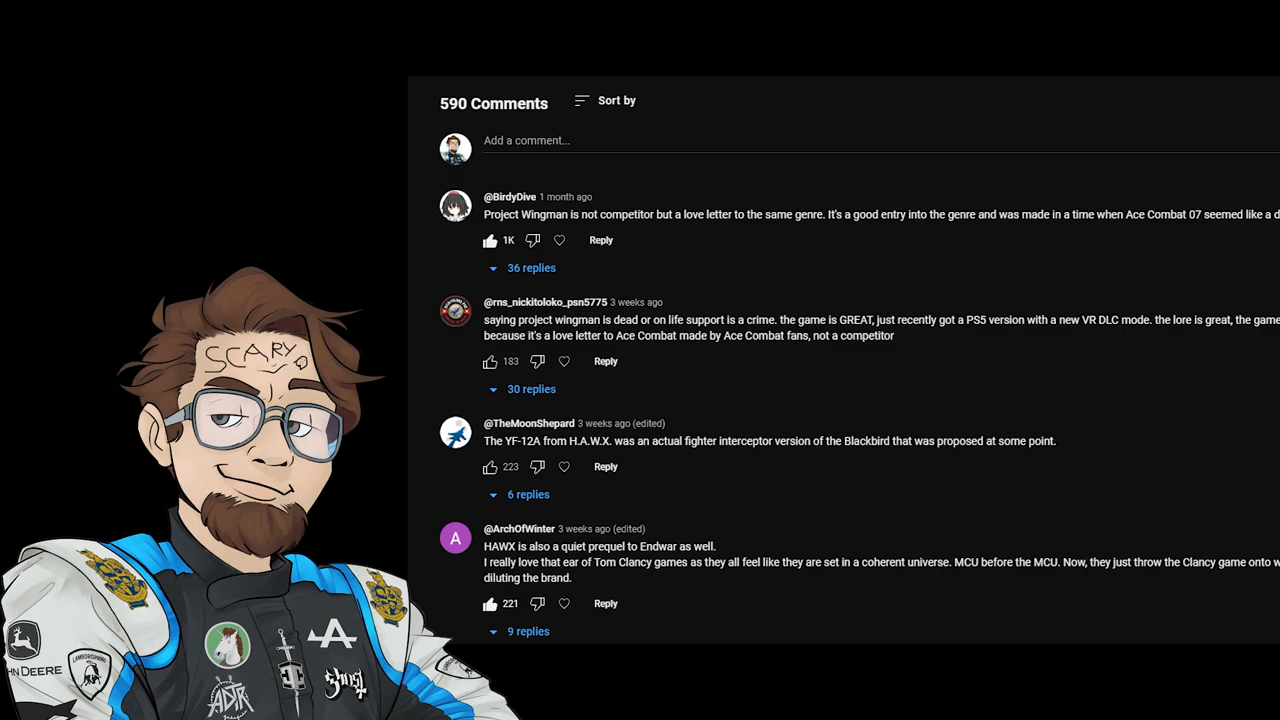 590 Comments
Sort by
Add a comment...
@BirdyDive 1 month ago
Project Wingman is not competitor but a love letter to the same genre. It's a good entry into the genre and was made in a time when Ace Combat 07 seemed like a d
1K
Reply
36 replies
@rns_nickitoloko_psn5775 3 weeks ago
saying project wingman is dead or on life support is a crime. the game is GREAT, just recently got a PS5 version with a new VR DLC mode. the lore is great, the game
because it's a love letter to Ace Combat made by Ace Combat fans, not a competitor
183
Reply
30 replies
@TheMoonShepard 3 weeks ago (edited)
The YF-12A from H.A.W.X. was an actual fighter interceptor version of the Blackbird that was proposed at some point.
223
Reply
6 replies
A
@ArchOfWinter 3 weeks ago (edited)
HAWX is also a quiet prequel to Endwar as well.
I really love that ear of Tom Clancy games as they all feel like they are set in a coherent universe. MCU before the MCU. Now, they just throw the Clancy game onto w
diluting the brand.
221
Reply
9 replies
SCARY
HN DEERE
LAMBORGHINI
ADTR
Ghost